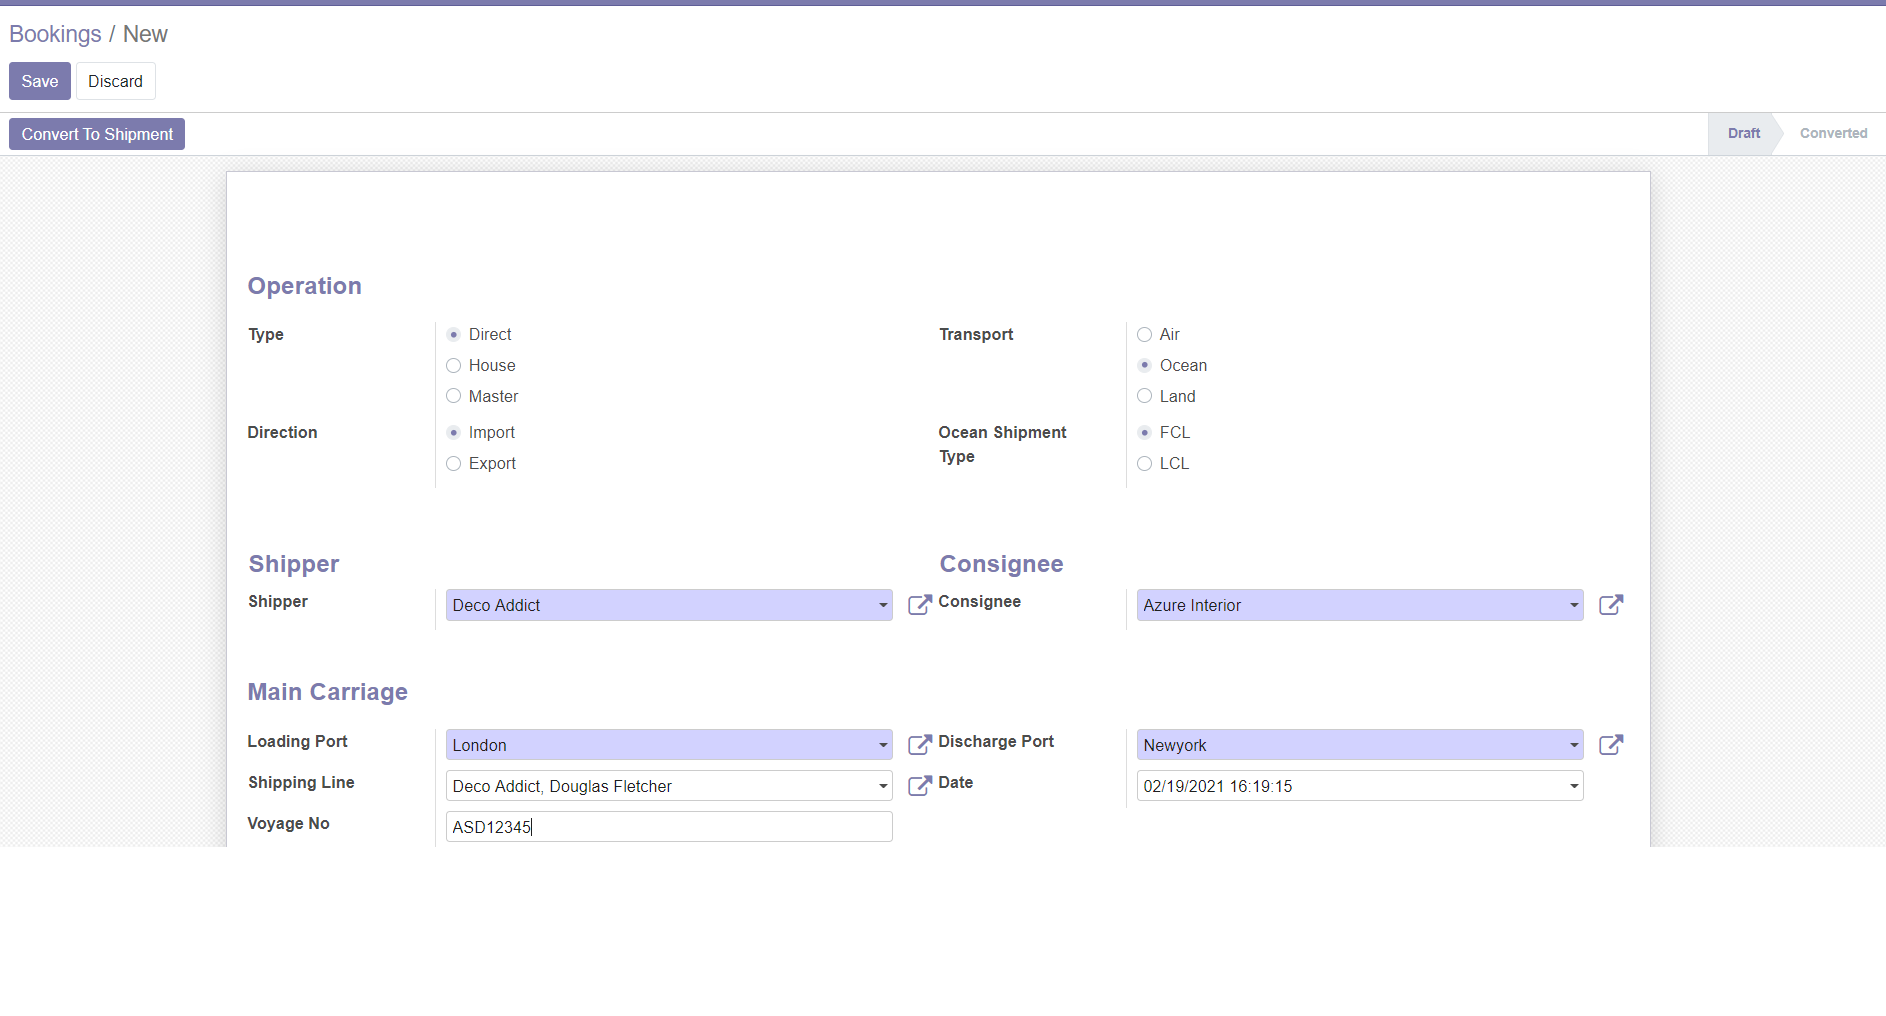 Bookings / New
Save Discard
Convert To Shipment Draft Converted
Operation
Type Direct Transport Air
House Ocean
Master Land
Direction Import Ocean Shipment Type FCL
Export LCL
Shipper Consignee
Shipper Deco Addict Consignee Azure Interior
Main Carriage
Loading Port London Discharge Port Newyork
Shipping Line Deco Addict, Douglas Fletcher Date 02/19/2021 16:19:15
Voyage No ASD12345